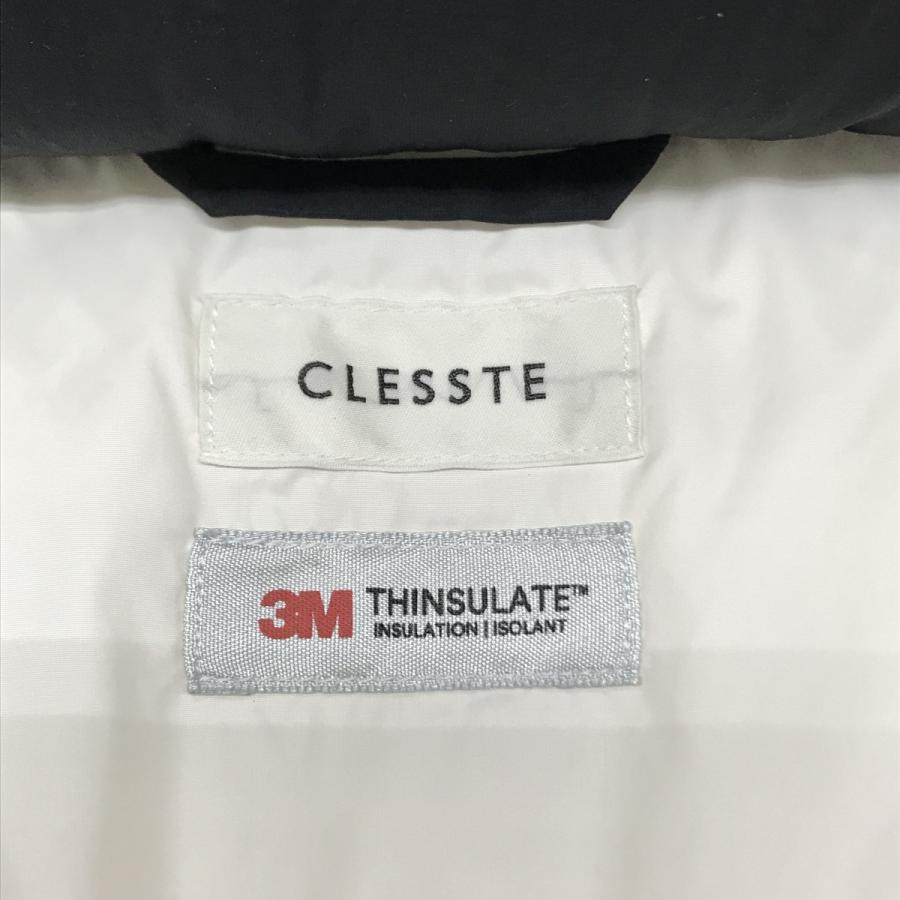 CLESSTE
3M THINSULATE™
INSULATION | ISOLANT